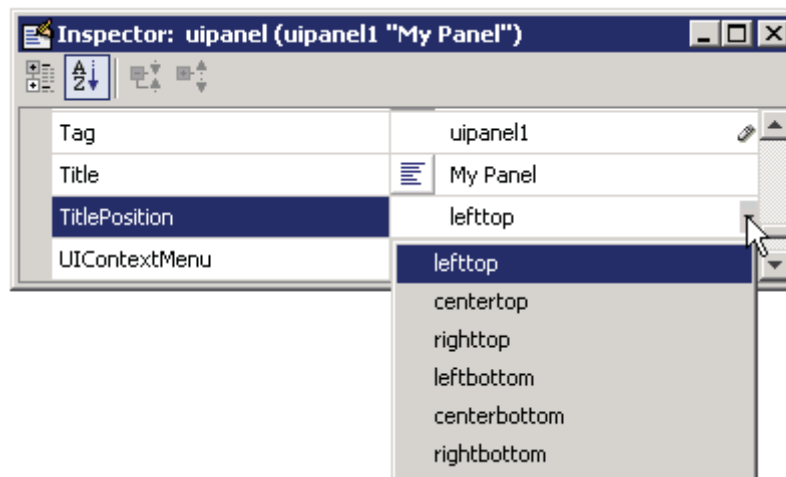 Inspector: uipanel (uipanel1 "My Panel")
A
Z
Tag uipanel1
Title My Panel
TitlePosition lefttop
UIContextMenu
lefttop
centertop
righttop
leftbottom
centerbottom
rightbottom